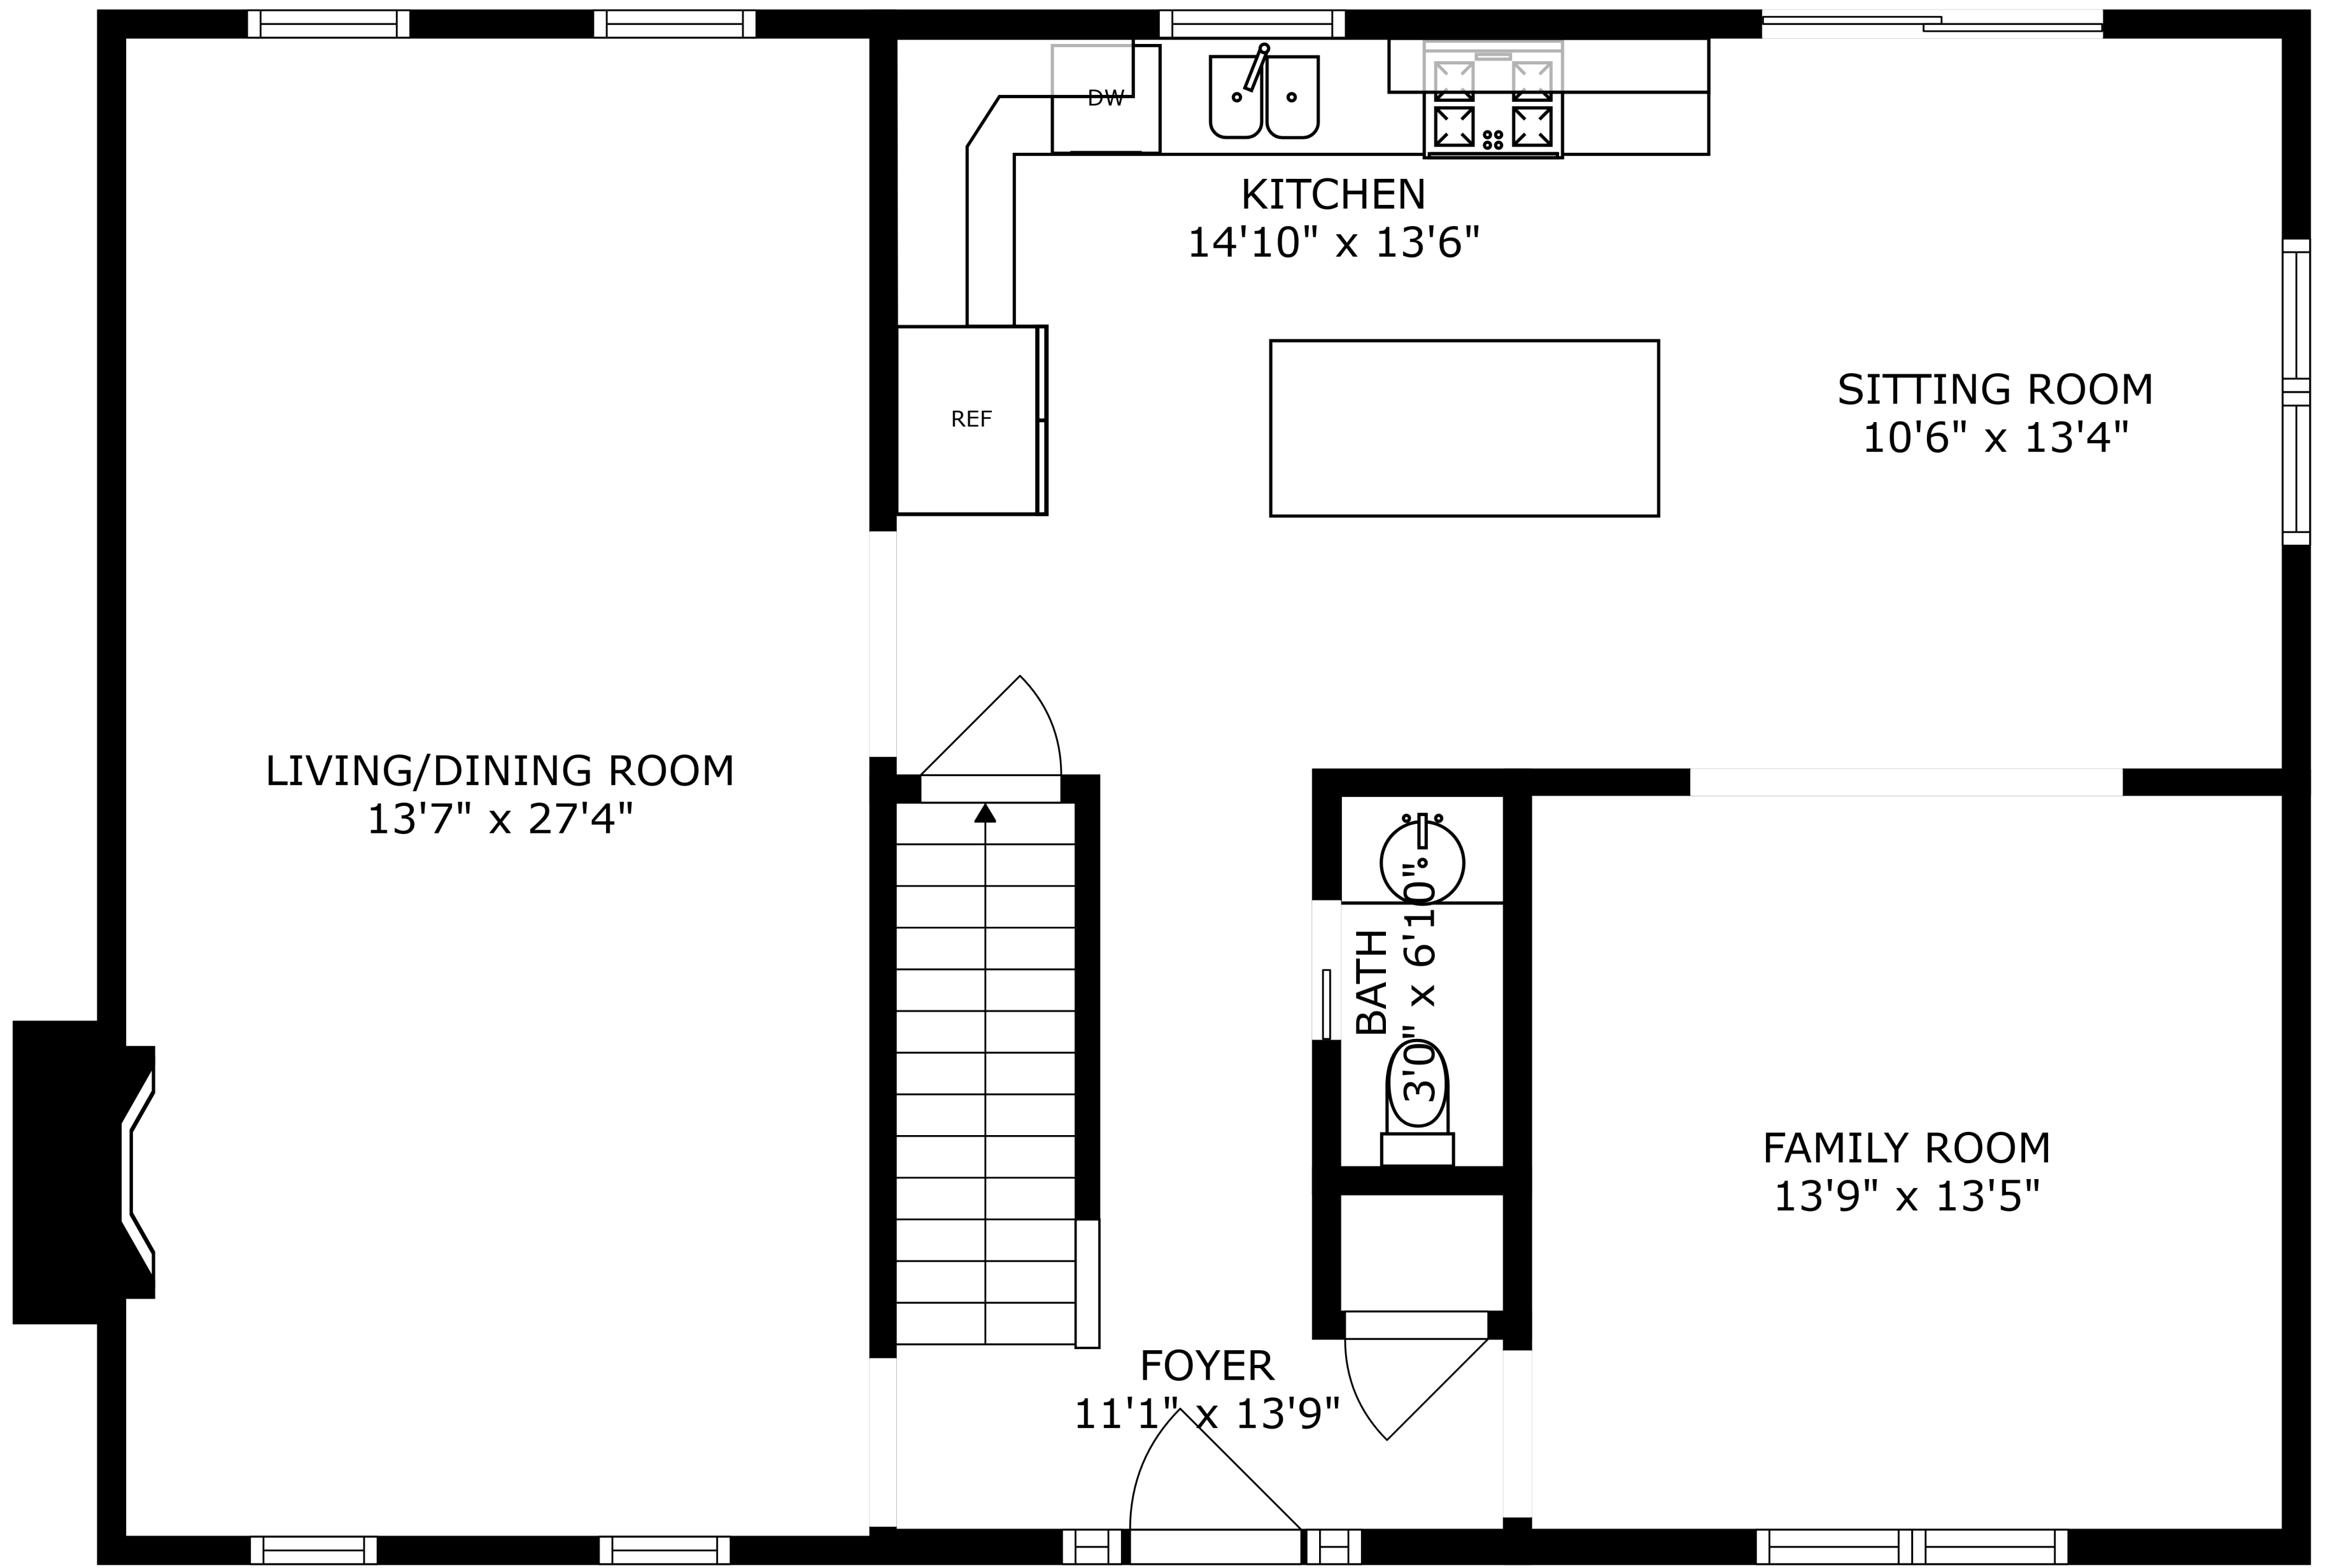 DW
KITCHEN
14'10" x 13'6"
SITTING ROOM
10'6" x 13'4"
REF
LIVING/DINING ROOM
13'7" x 27'4"
BATH
3'0" x 6'10"
FAMILY ROOM
13'9" x 13'5"
FOYER
11'1" x 13'9"